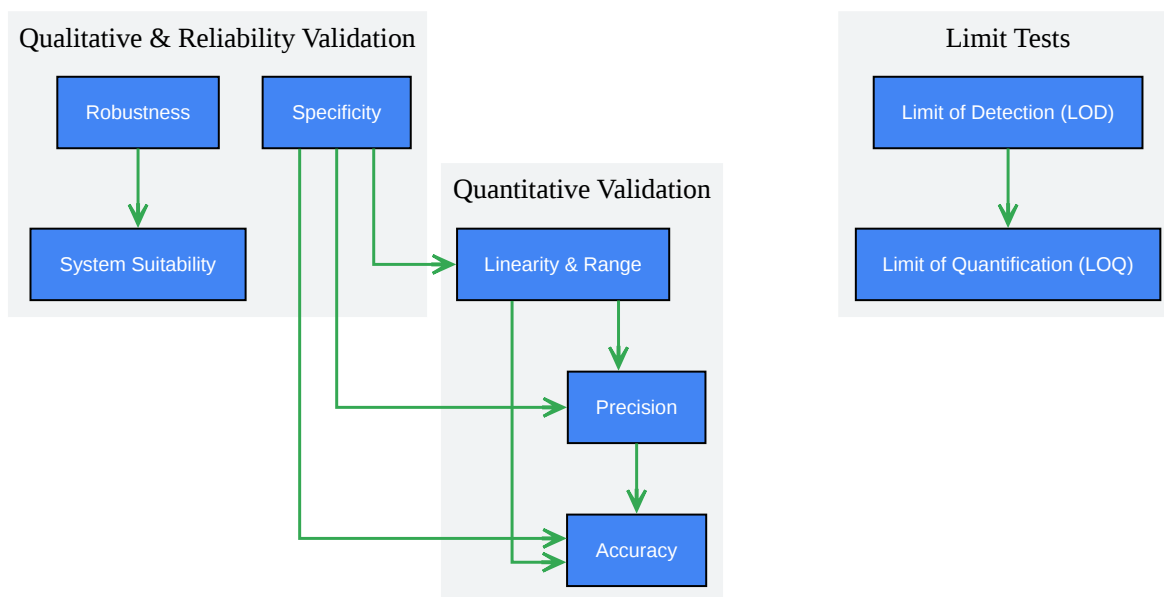 Qualitative & Reliability Validation
Robustness
Specificity
System Suitability
Quantitative Validation
Linearity & Range
Precision
Accuracy
Limit Tests
Limit of Detection (LOD)
Limit of Quantification (LOQ)